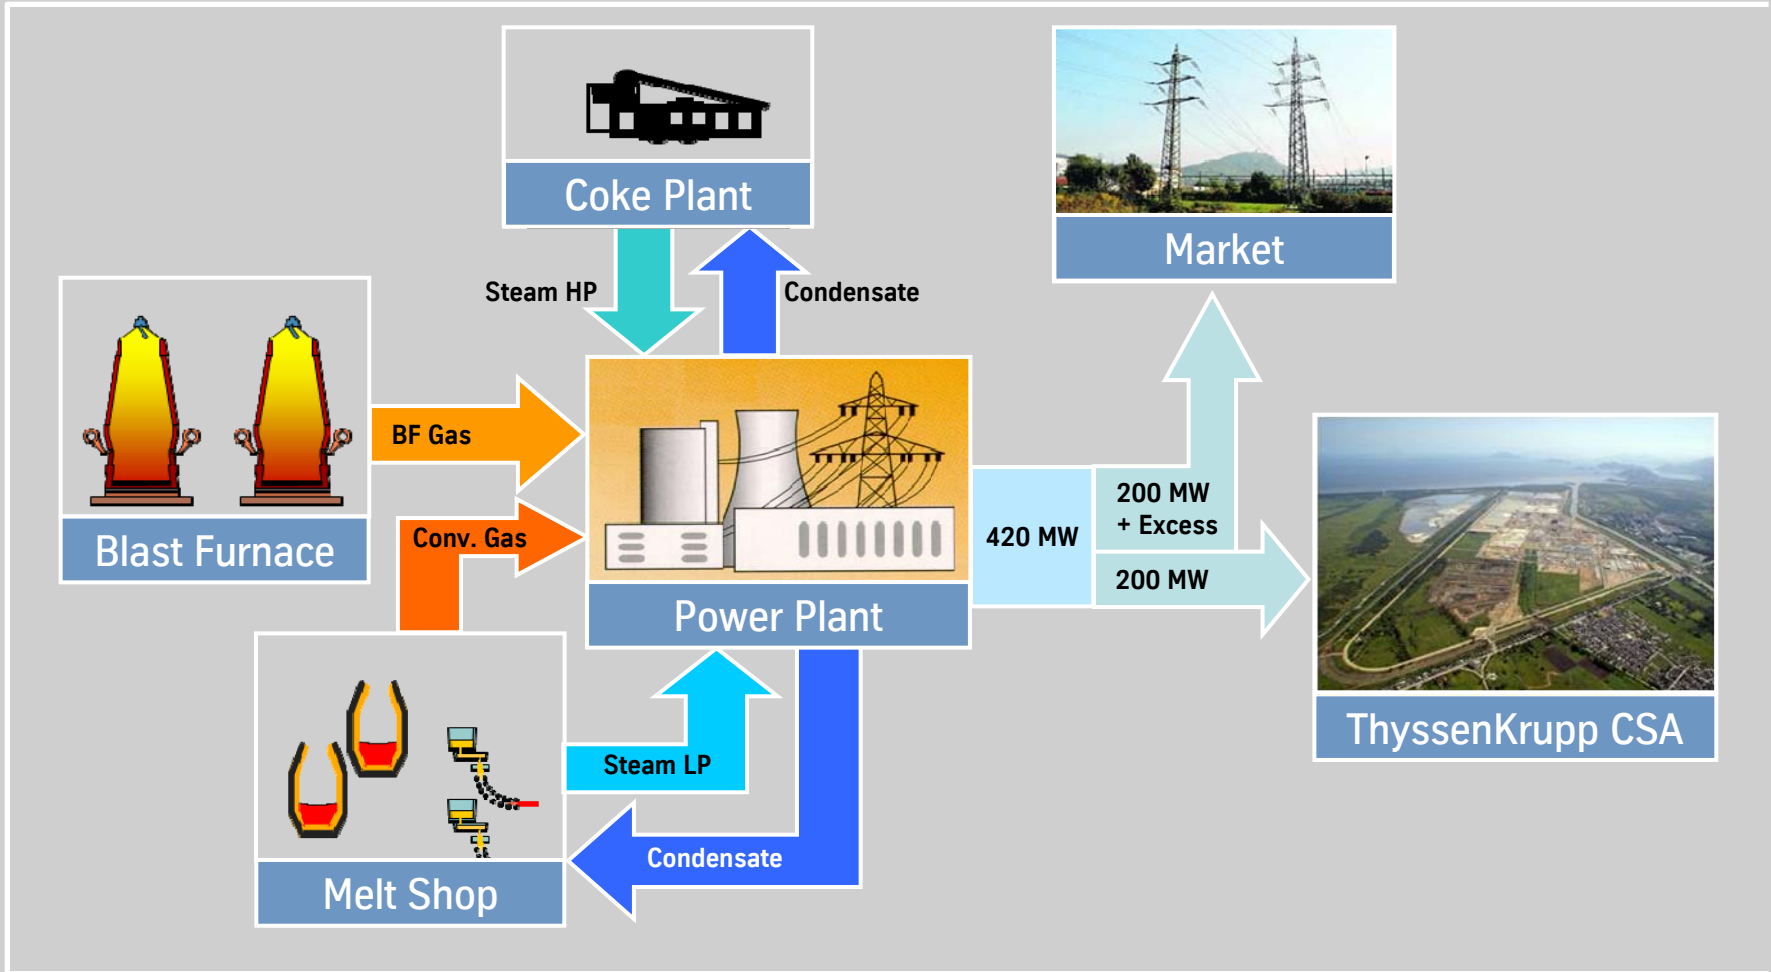 Coke Plant
Market
Steam HP
Condensate
BF Gas
Blast Furnace
Conv. Gas
Power Plant
420 MW
200 MW
+ Excess
200 MW
ThyssenKrupp CSA
Steam LP
Condensate
Melt Shop